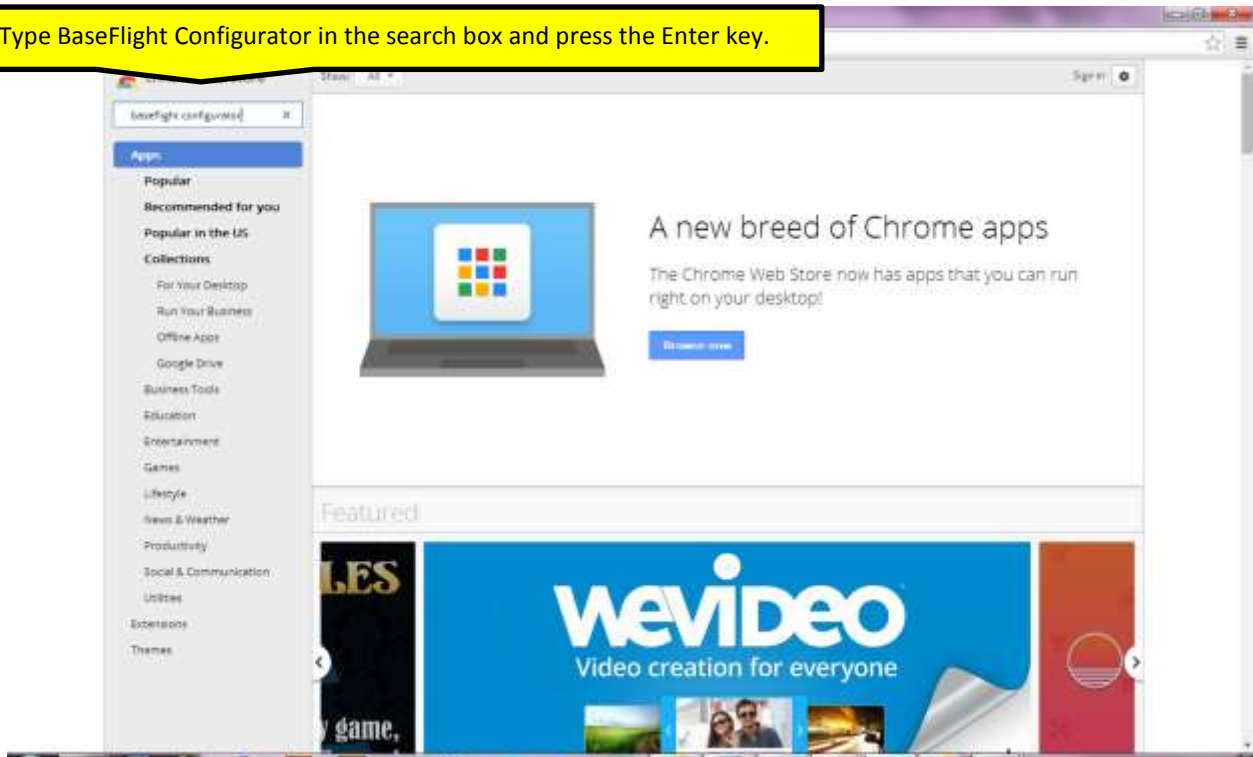 Type BaseFlight Configurator in the search box and press the Enter key.
Show: All
Sign in
baseflight configurator
Apps
Popular
Recommended for you
Popular in the US
Collections
For Your Desktop
Run Your Business
Offline Apps
Google Drive
Business Tools
Education
Entertainment
Games
Lifestyle
News & Weather
Productivity
Social & Communication
Utilities
Extensions
Themes
A new breed of Chrome apps
The Chrome Web Store now has apps that you can run
right on your desktop!
Browse now
Featured
LES
y game,
WeVideo
Video creation for everyone